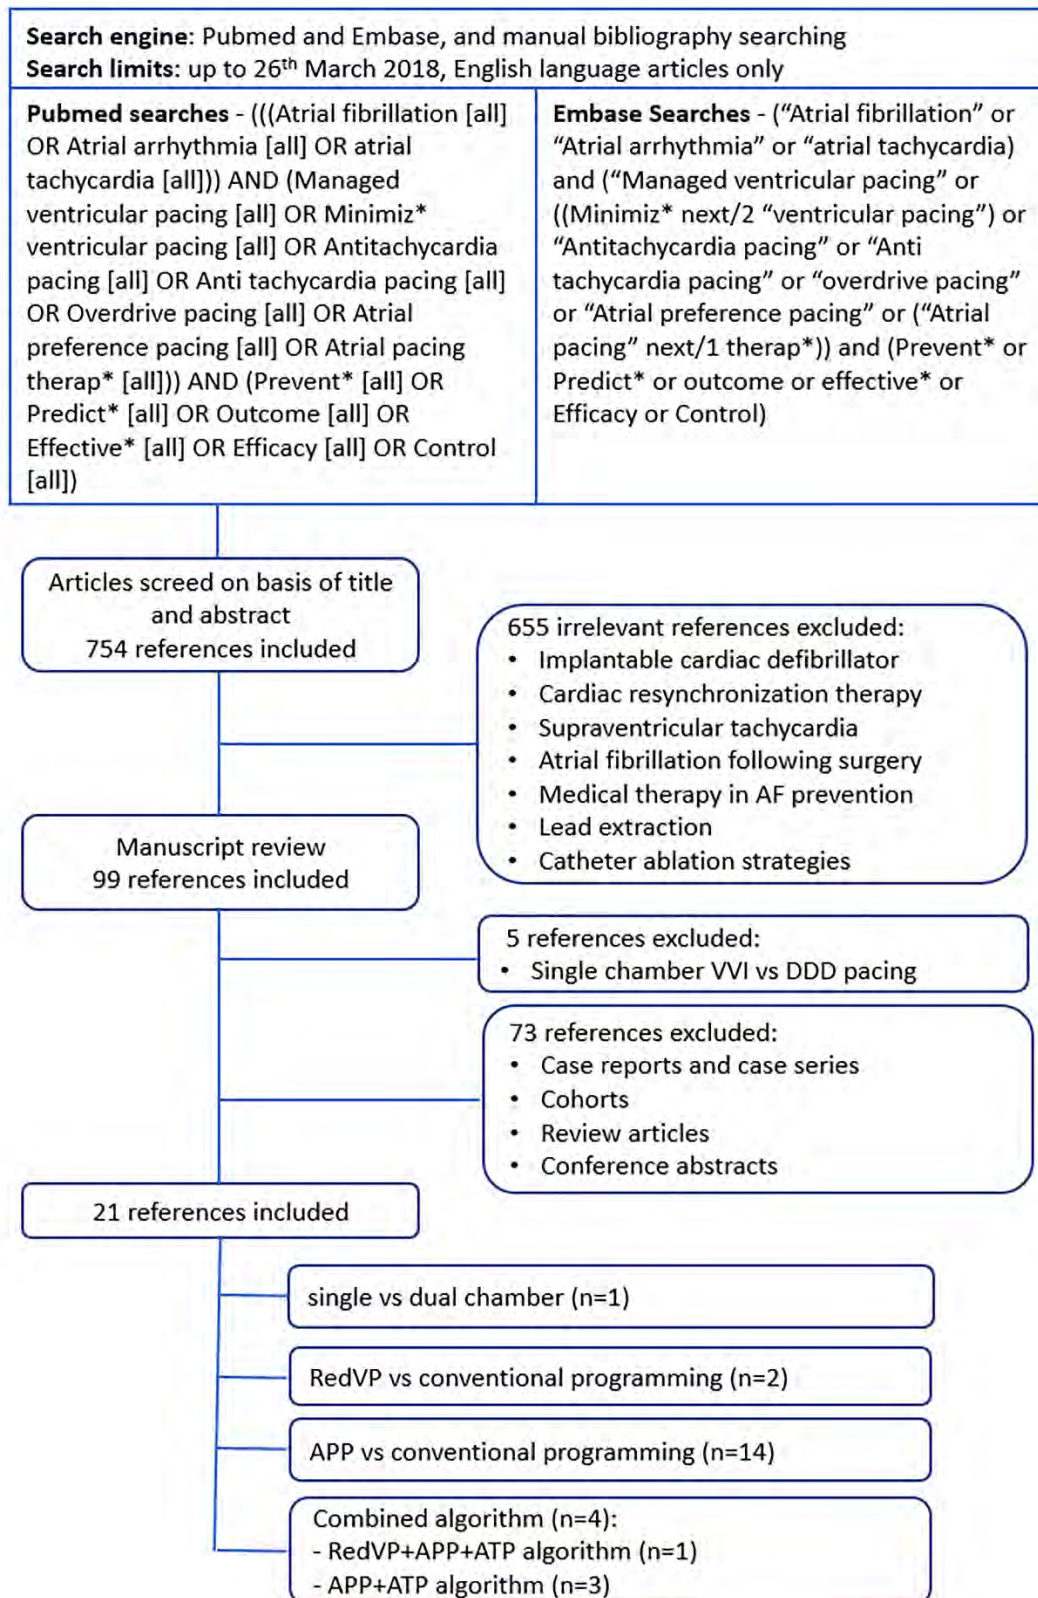 Search engine: Pubmed and Embase, and manual bibliography searching
Search limits: up to 26th March 2018, English language articles only
Pubmed searches - (((Atrial fibrillation [all]
OR Atrial arrhythmia [all] OR atrial
tachycardia [all])) AND (Managed
ventricular pacing [all] OR Minimiz*
ventricular pacing [all] OR Antitachycardia
pacing [all] OR Anti tachycardia pacing [all]
OR Overdrive pacing [all] OR Atrial
preference pacing [all] OR Atrial pacing
therap* [all])) AND (Prevent* [all] OR
Predict* [all] OR Outcome [all] OR
Effective* [all] OR Efficacy [all] OR Control
[all])
Embase Searches - (“Atrial fibrillation” or
“Atrial arrhythmia” or “atrial tachycardia)
and (“Managed ventricular pacing” or
((Minimiz* next/2 “ventricular pacing”) or
“Antitachycardia pacing” or “Anti
tachycardia pacing” or “overdrive pacing”
or “Atrial preference pacing” or (“Atrial
pacing” next/1 therap*)) and (Prevent* or
Predict* or outcome or effective* or
Efficacy or Control)
Articles screed on basis of title
and abstract
754 references included
655 irrelevant references excluded:
• Implantable cardiac defibrillator
• Cardiac resynchronization therapy
• Supraventricular tachycardia
• Atrial fibrillation following surgery
• Medical therapy in AF prevention
• Lead extraction
• Catheter ablation strategies
Manuscript review
99 references included
5 references excluded:
• Single chamber VVI vs DDD pacing
73 references excluded:
• Case reports and case series
• Cohorts
• Review articles
• Conference abstracts
21 references included
single vs dual chamber (n=1)
RedVP vs conventional programming (n=2)
APP vs conventional programming (n=14)
Combined algorithm (n=4):
- RedVP+APP+ATP algorithm (n=1)
- APP+ATP algorithm (n=3)